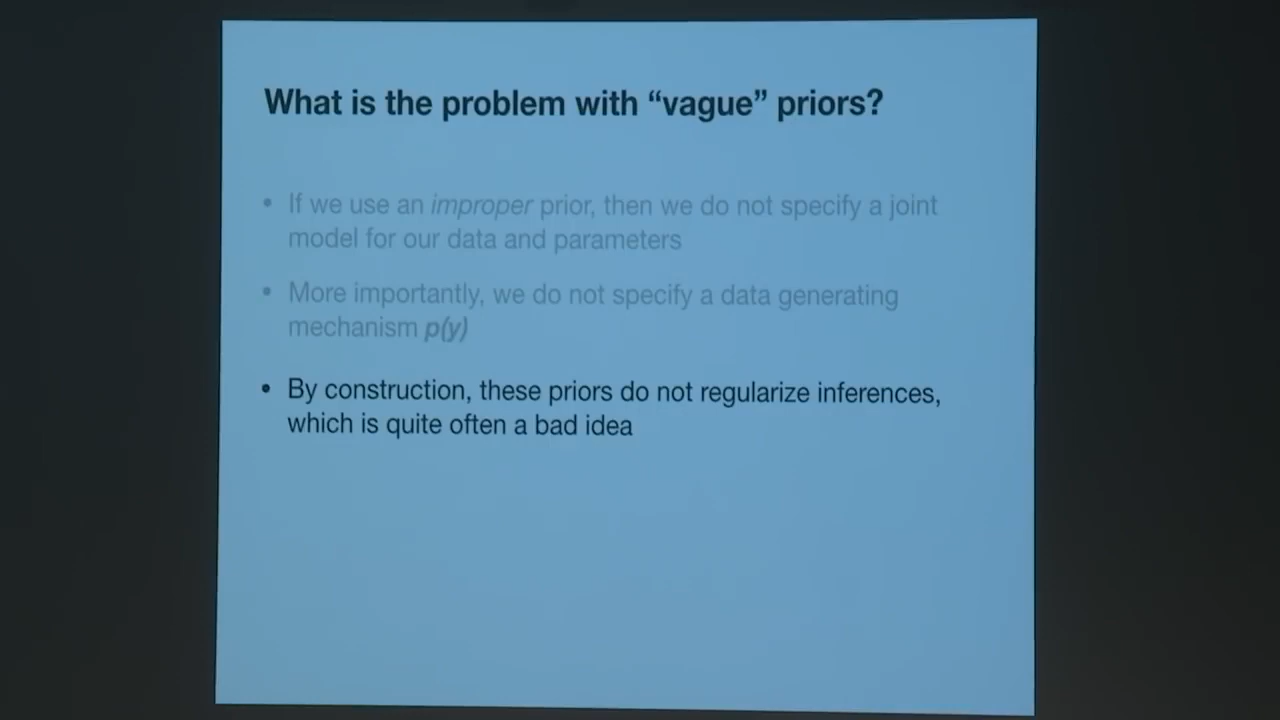 What is the problem with “vague” priors?
• If we use an improper prior, then we do not specify a joint
model for our data and parameters
• More importantly, we do not specify a data generating
mechanism p(y)
• By construction, these priors do not regularize inferences,
which is quite often a bad idea